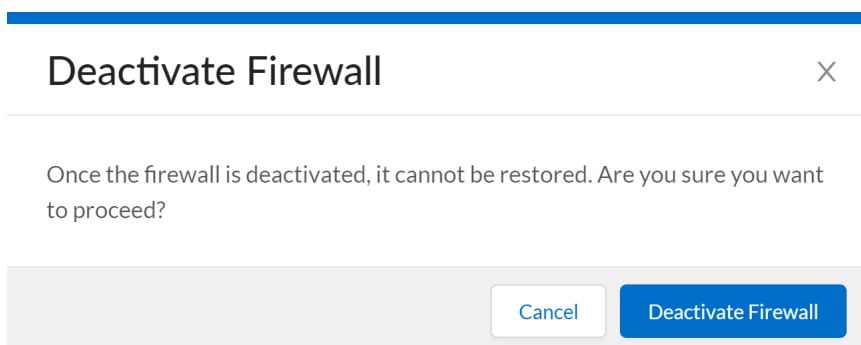 Deactivate Firewall
Once the firewall is deactivated, it cannot be restored. Are you sure you want
to proceed?
Cancel
Deactivate Firewall